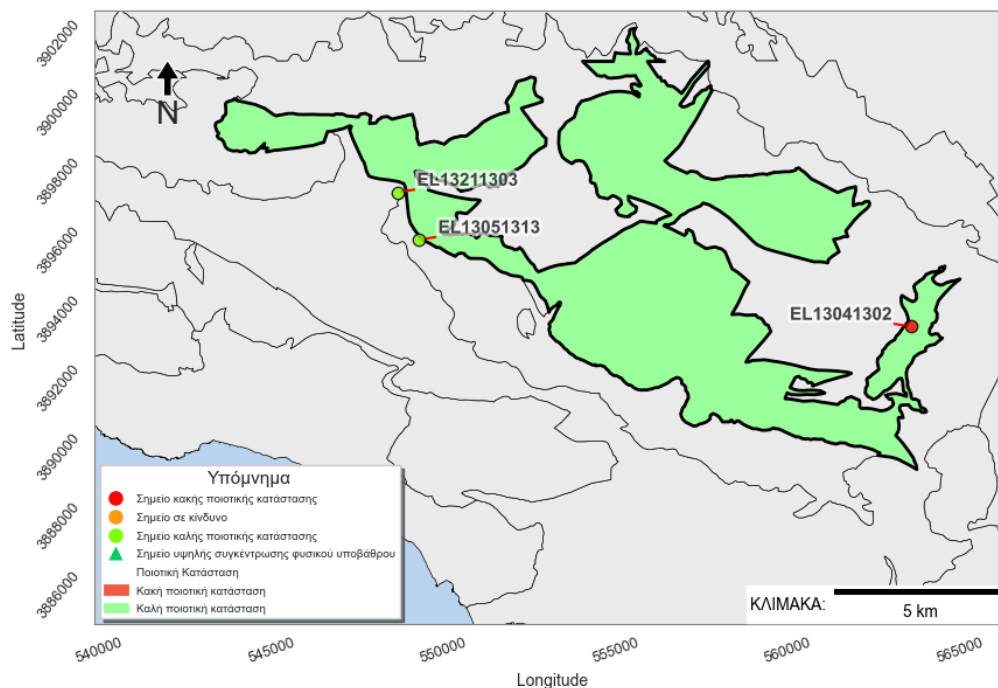 3902000
3900000
3898000
3896000
3894000
3892000
3890000
3888000
3886000
Latitude
N
EL13211303
EL13051313
EL13041302
Υπόμνημα
Σημείο κακής ποιοτικής κατάστασης
Σημείο σε κίνδυνο
Σημείο καλής ποιοτικής κατάστασης
Σημείο υψηλής συγκέντρωσης φυσικού υποβάθρου
Ποιοτική Κατάσταση
Κακή ποιοτική κατάσταση
Καλή ποιοτική κατάσταση
ΚΛΙΜΑΚΑ:
5 km
540000
545000
550000
555000
560000
565000
Longitude